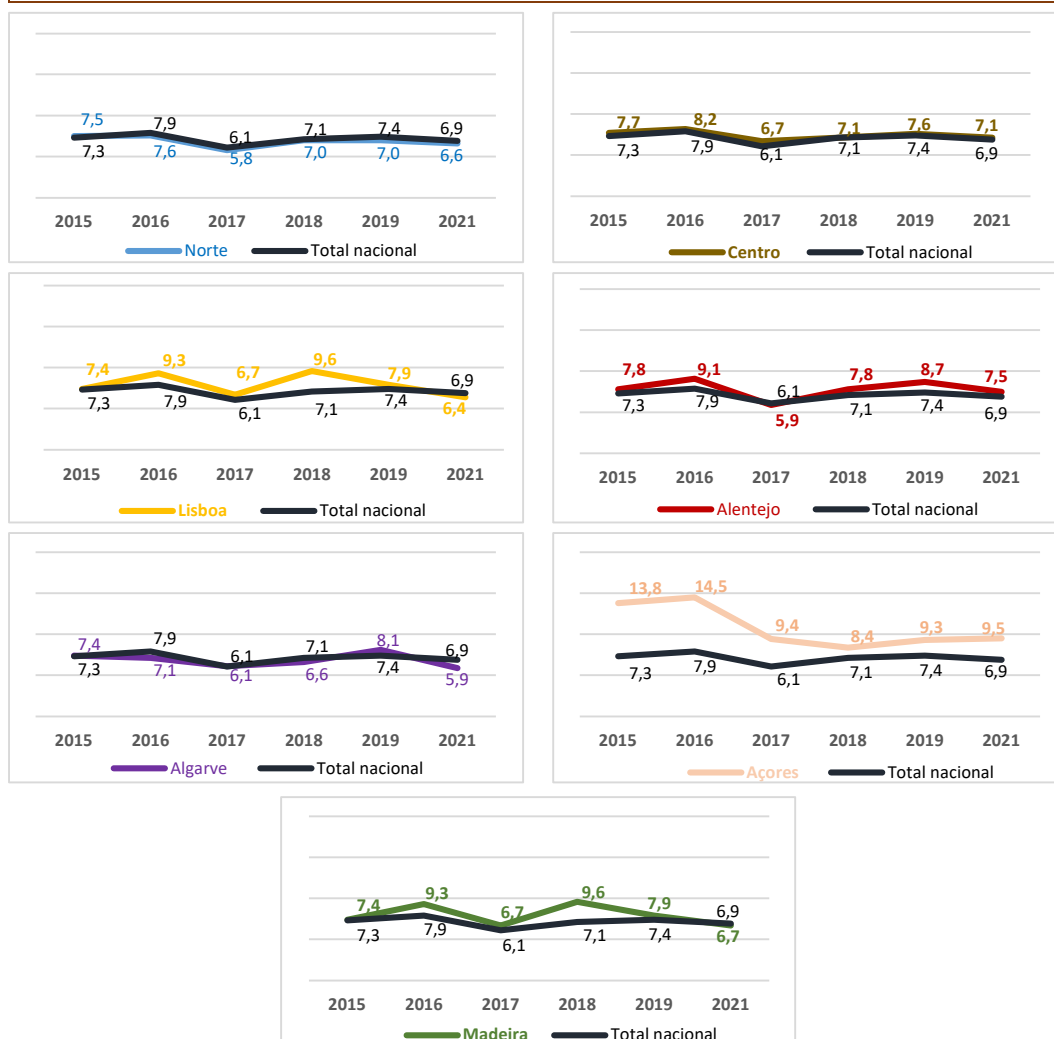 7,5 7,9 6,1 7,1 7,4 6,9
7,3 7,6 5,8 7,0 7,0 6,6
2015 2016 2017 2018 2019 2021
Norte Total nacional
7,7 8,2 6,7 7,1 7,6 7,1
7,3 7,9 6,1 7,1 7,4 6,9
2015 2016 2017 2018 2019 2021
Centro Total nacional
7,4 9,3 6,7 9,6 7,9 6,9
7,3 7,9 6,1 7,1 7,4 6,4
2015 2016 2017 2018 2019 2021
Lisboa Total nacional
7,8 9,1 6,1 7,8 8,7 7,5
7,3 7,9 5,9 7,1 7,4 6,9
2015 2016 2017 2018 2019 2021
Alentejo Total nacional
7,4 7,9 6,1 7,1 8,1 6,9
7,3 7,1 6,1 6,6 7,4 5,9
2015 2016 2017 2018 2019 2021
Algarve Total nacional
13,8 14,5 9,4 8,4 9,3 9,5
7,3 7,9 6,1 7,1 7,4 6,9
2015 2016 2017 2018 2019 2021
Açores Total nacional
7,4 9,3 6,7 9,6 7,9 6,9
7,3 7,9 6,1 7,1 7,4 6,7
2015 2016 2017 2018 2019 2021
Madeira Total nacional